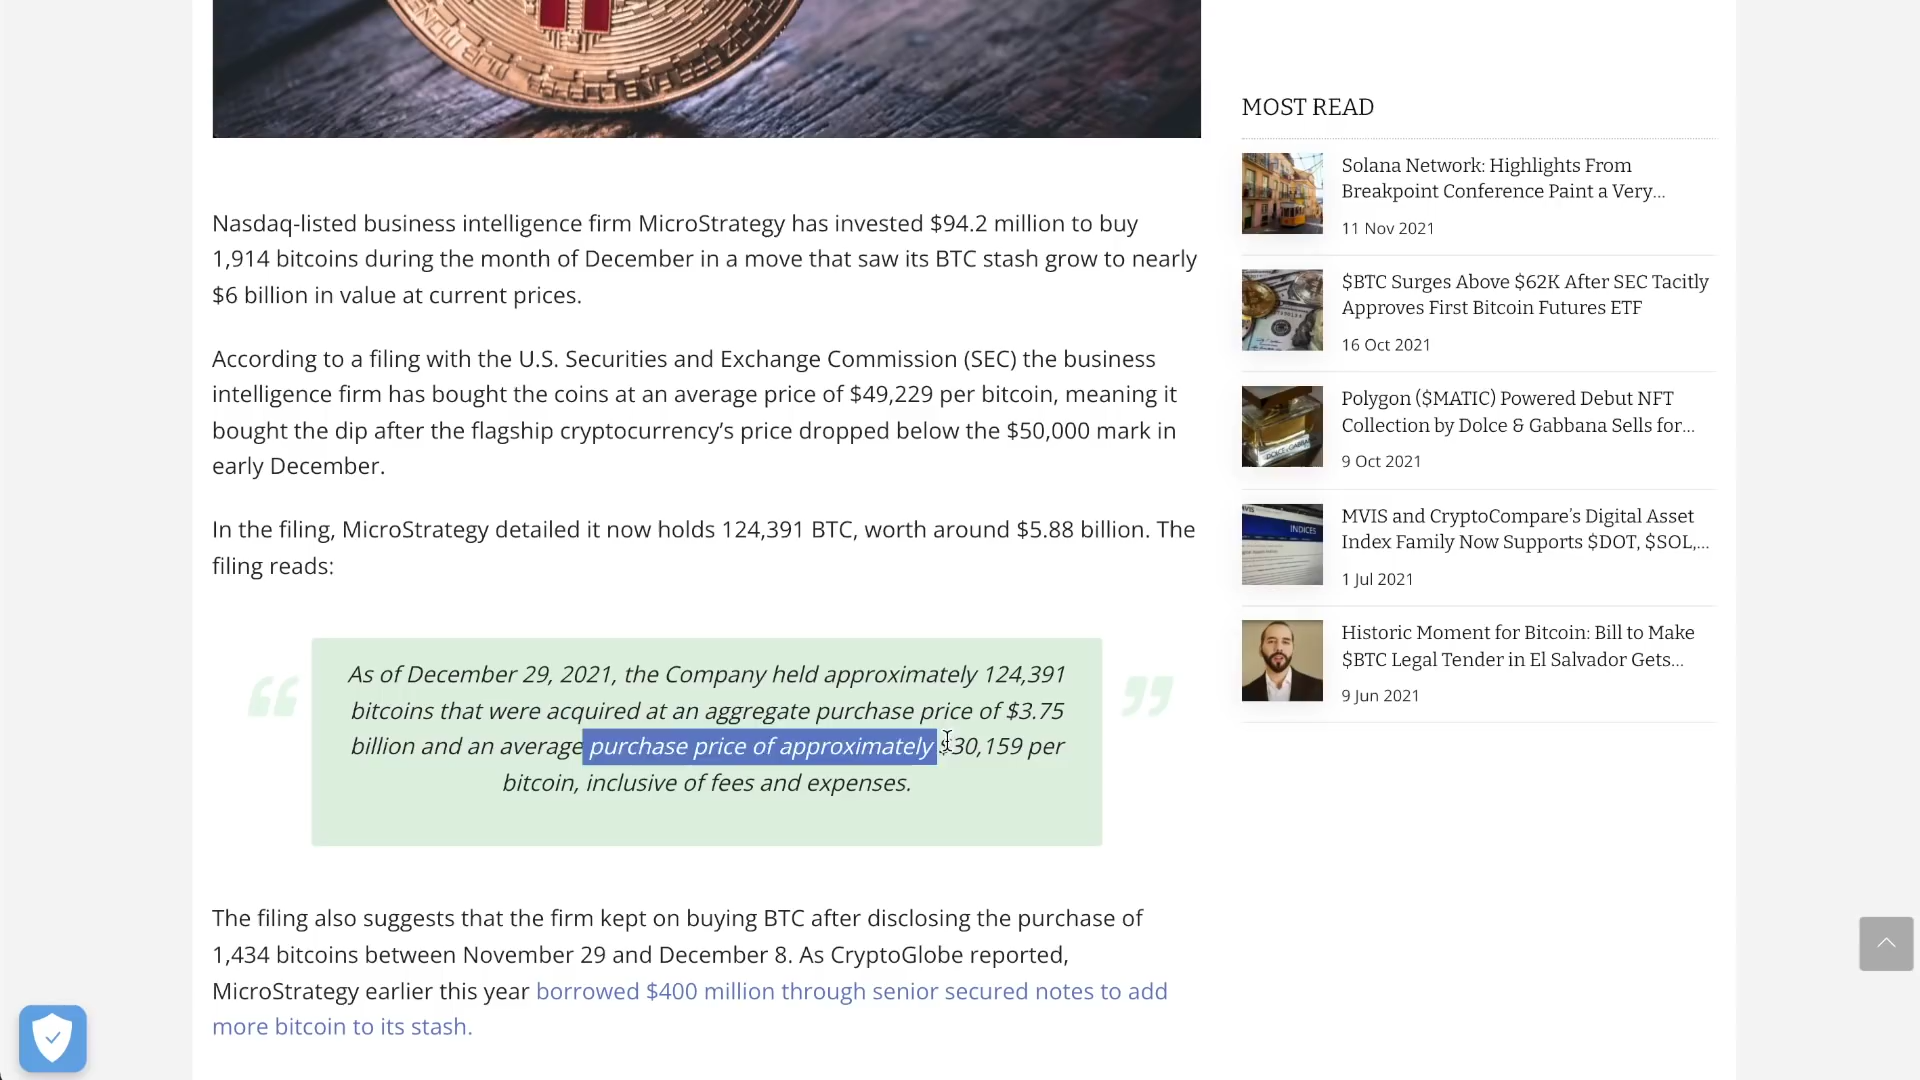 Nasdaq-listed business intelligence firm MicroStrategy has invested $94.2 million to buy
1,914 bitcoins during the month of December in a move that saw its BTC stash grow to nearly
$6 billion in value at current prices.
According to a filing with the U.S. Securities and Exchange Commission (SEC) the business
intelligence firm has bought the coins at an average price of $49,229 per bitcoin, meaning it
bought the dip after the flagship cryptocurrency’s price dropped below the $50,000 mark in
early December.
In the filing, MicroStrategy detailed it now holds 124,391 BTC, worth around $5.88 billion. The
filing reads:
As of December 29, 2021, the Company held approximately 124,391
bitcoins that were acquired at an aggregate purchase price of $3.75
billion and an average purchase price of approximately $30,159 per
bitcoin, inclusive of fees and expenses.
The filing also suggests that the firm kept on buying BTC after disclosing the purchase of
1,434 bitcoins between November 29 and December 8. As CryptoGlobe reported,
MicroStrategy earlier this year borrowed $400 million through senior secured notes to add
more bitcoin to its stash.
MOST READ
Solana Network: Highlights From
Breakpoint Conference Paint a Very...
11 Nov 2021
$BTC Surges Above $62K After SEC Tacitly
Approves First Bitcoin Futures ETF
16 Oct 2021
Polygon ($MATIC) Powered Debut NFT
Collection by Dolce & Gabbana Sells for...
9 Oct 2021
MVIS and CryptoCompare’s Digital Asset
Index Family Now Supports $DOT, $SOL,...
1 Jul 2021
INDICES
Historic Moment for Bitcoin: Bill to Make
$BTC Legal Tender in El Salvador Gets...
9 Jun 2021